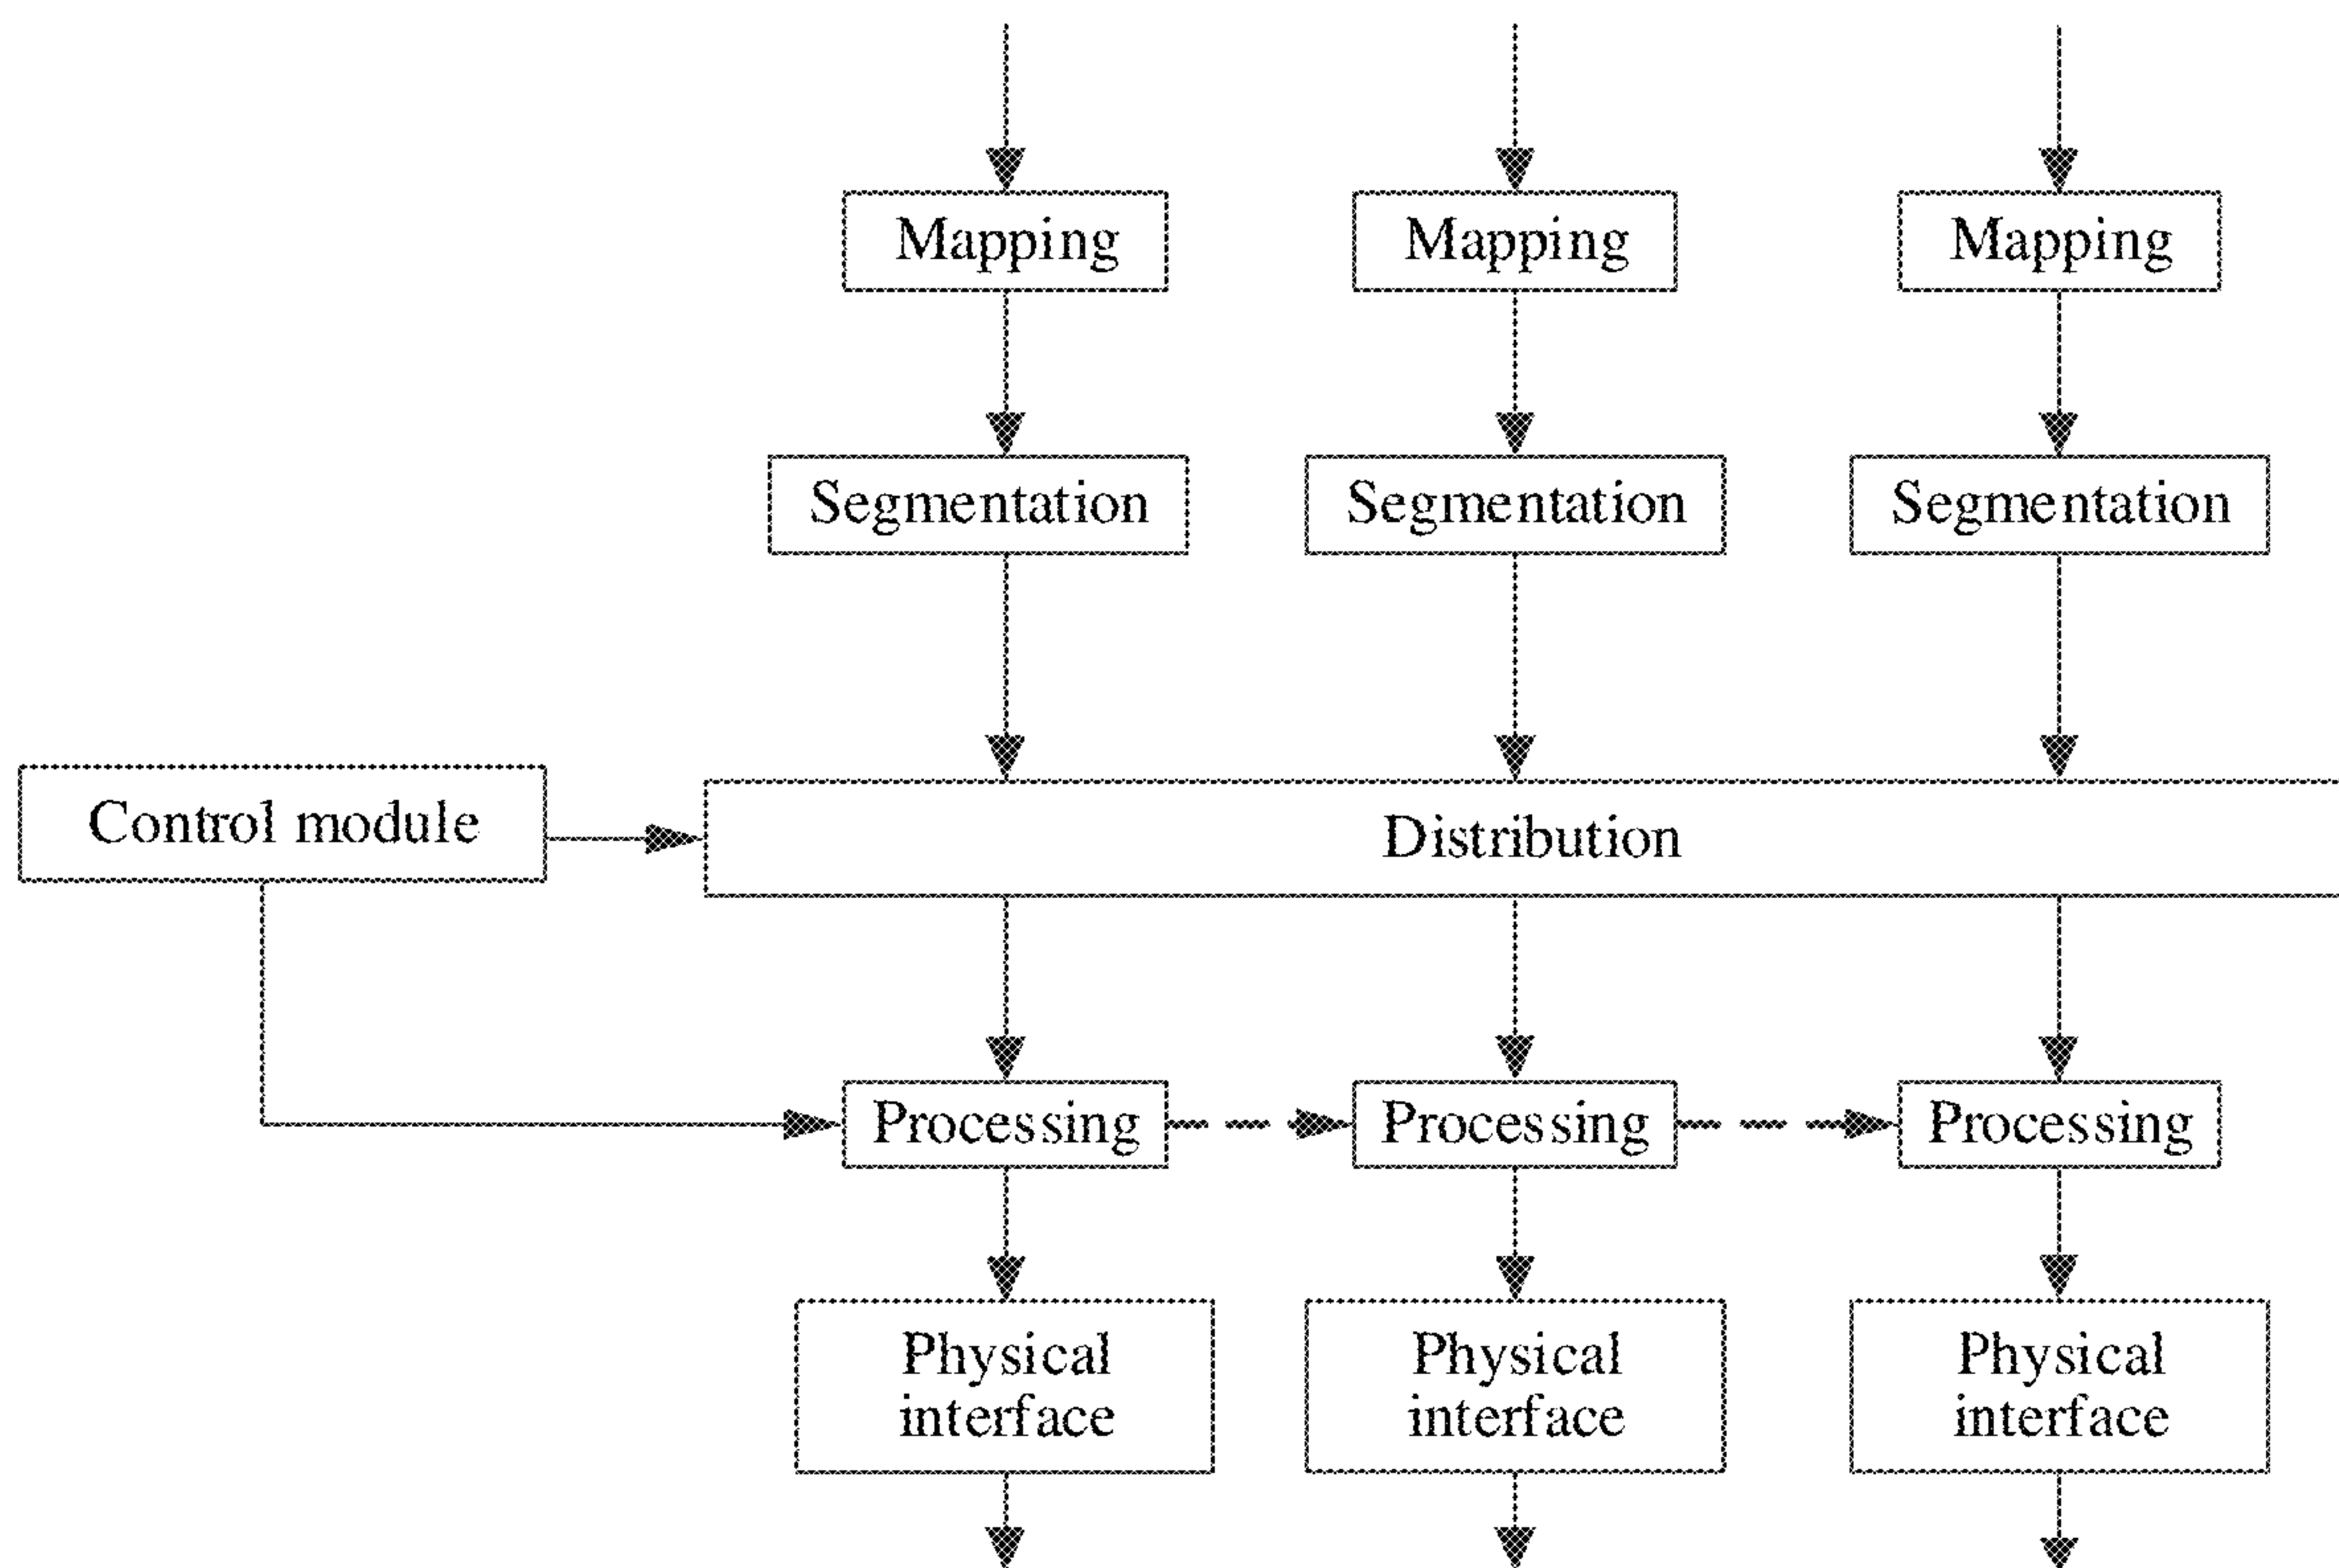 Mapping
Mapping
Mapping
Segmentation
Segmentation
Segmentation
Control module
Distribution
Processing
Processing
Processing
Physical
interface
Physical
interface
Physical
interface